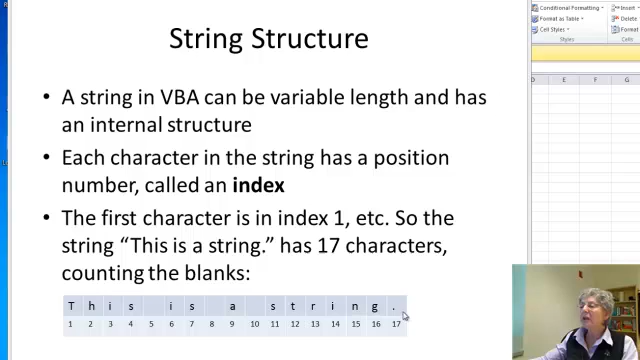 String Structure
• A string in VBA can be variable length and has
an internal structure
• Each character in the string has a position
number, called an index
• The first character is in index 1, etc. So the
string “This is a string.” has 17 characters,
counting the blanks:
T h i s i s a s t r i n g .
1 2 3 4 5 6 7 8 9 10 11 12 13 14 15 16 17
Conditional Formatting
Format as Table
Cell Styles
Styles
Insert
Delete
Format
Cells
D E F G